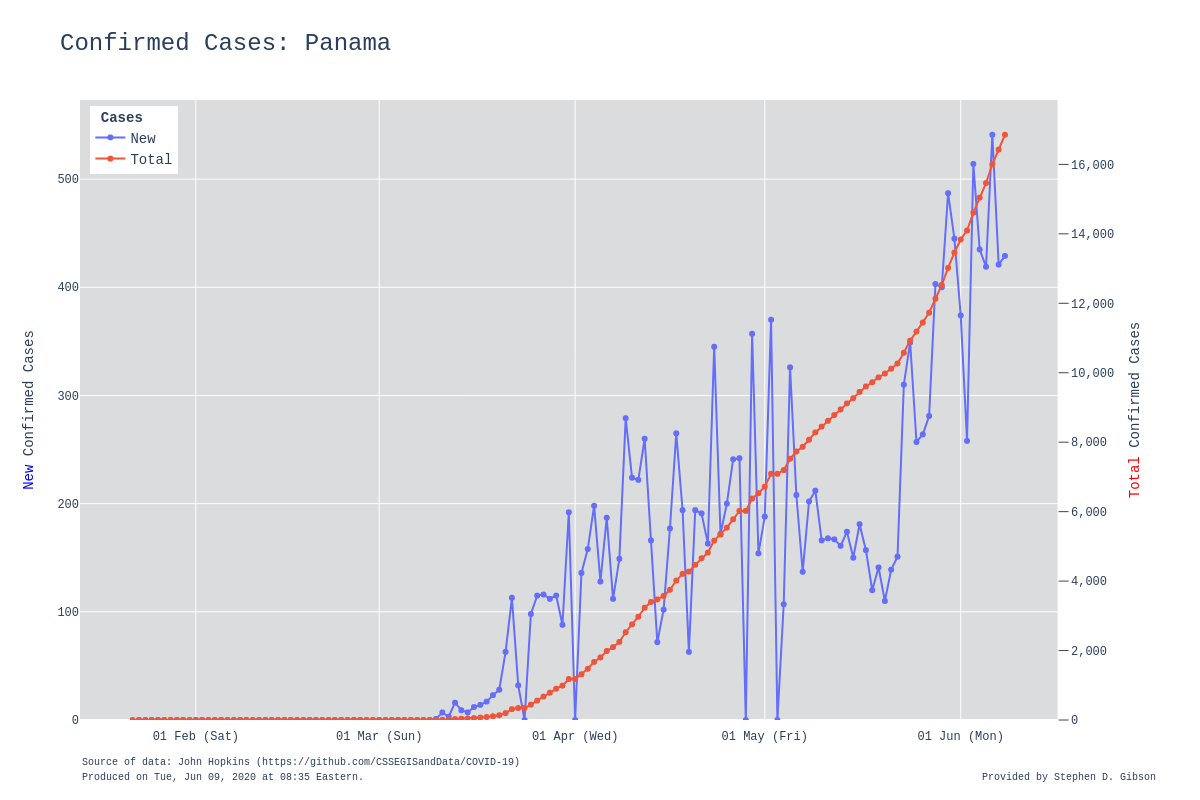 Confirmed Cases: Panama
Cases
New
Total
500
400
300
200
100
0
New Confirmed Cases
16,000
14,000
12,000
10,000
8,000
6,000
4,000
2,000
0
Total Confirmed Cases
01 Feb (Sat)
01 Mar (Sun)
01 Apr (Wed)
01 May (Fri)
01 Jun (Mon)
Source of data: John Hopkins (https://github.com/CSSEGISandData/COVID-19)
Produced on Tue, Jun 09, 2020 at 08:35 Eastern.
Provided by Stephen D. Gibson